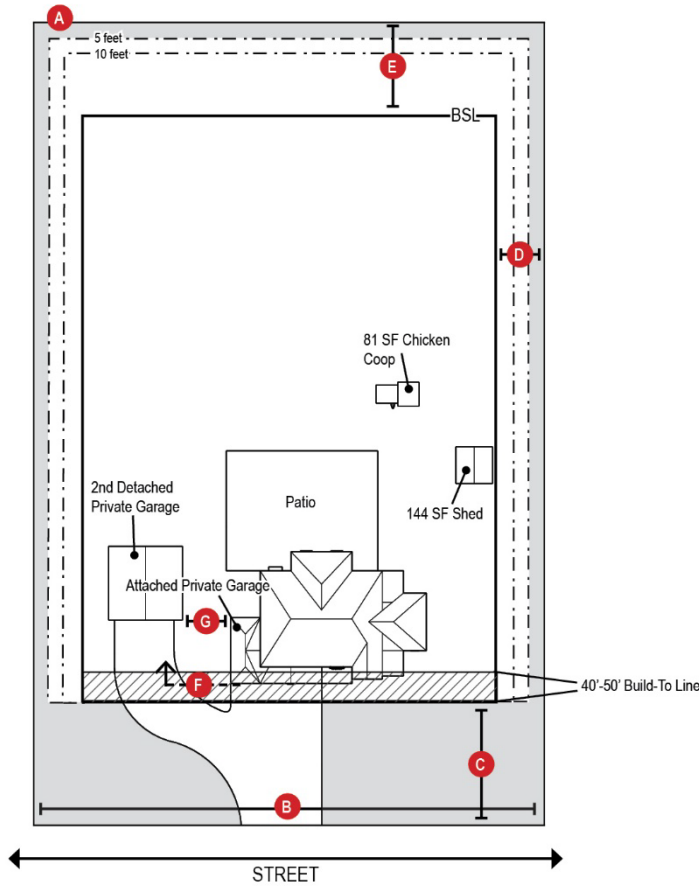 A
5 feet
10 feet
E
BSL
D
81 SF Chicken
Coop
2nd Detached
Private Garage
Patio
144 SF Shed
Attached Private Garage
G
F
40'-50' Build-To Line
C
B
STREET